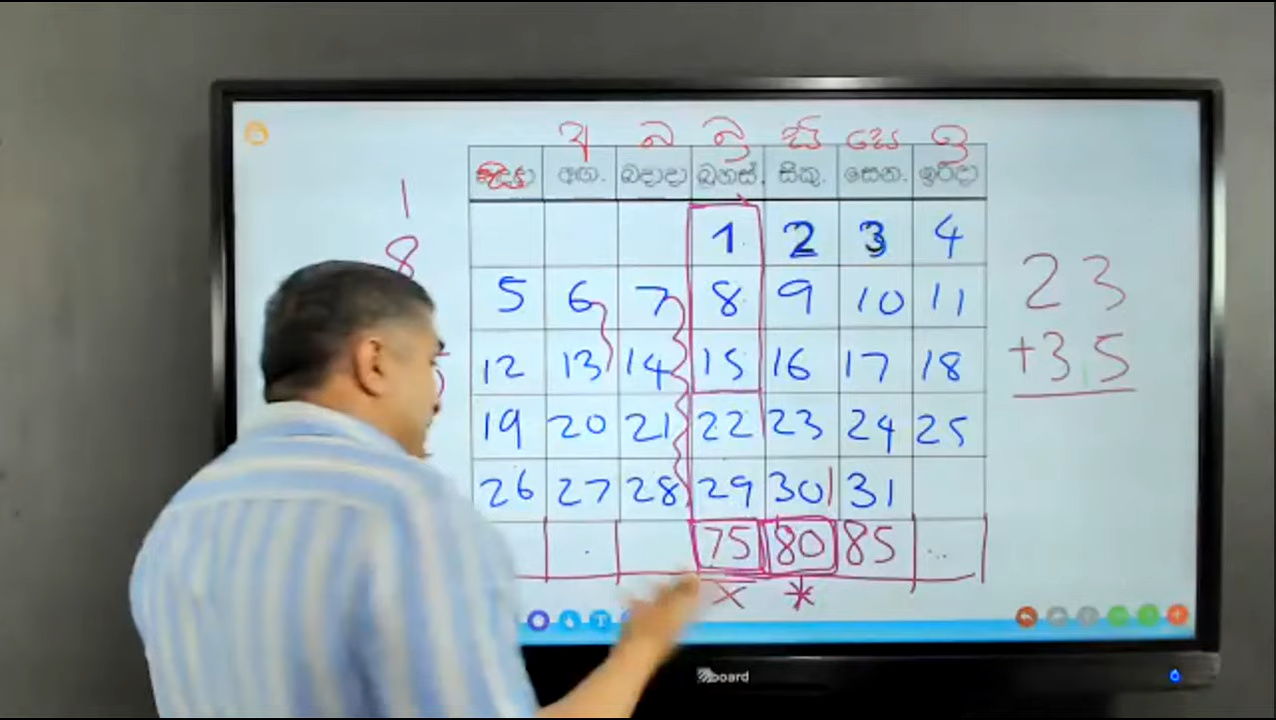 අ බ බ්‍ර සි සෙ ඉ
අඟ. බදාදා බ්‍රහස්. සිකු. සෙන. ඉරිදා
1
1 2 3 4
8
5 6 7 8 9 10 11
23
12 13 14 15 16 17 18
+35
19 20 21 22 23 24 25
26 27 28 29 30 31
75 80 85
× *
board